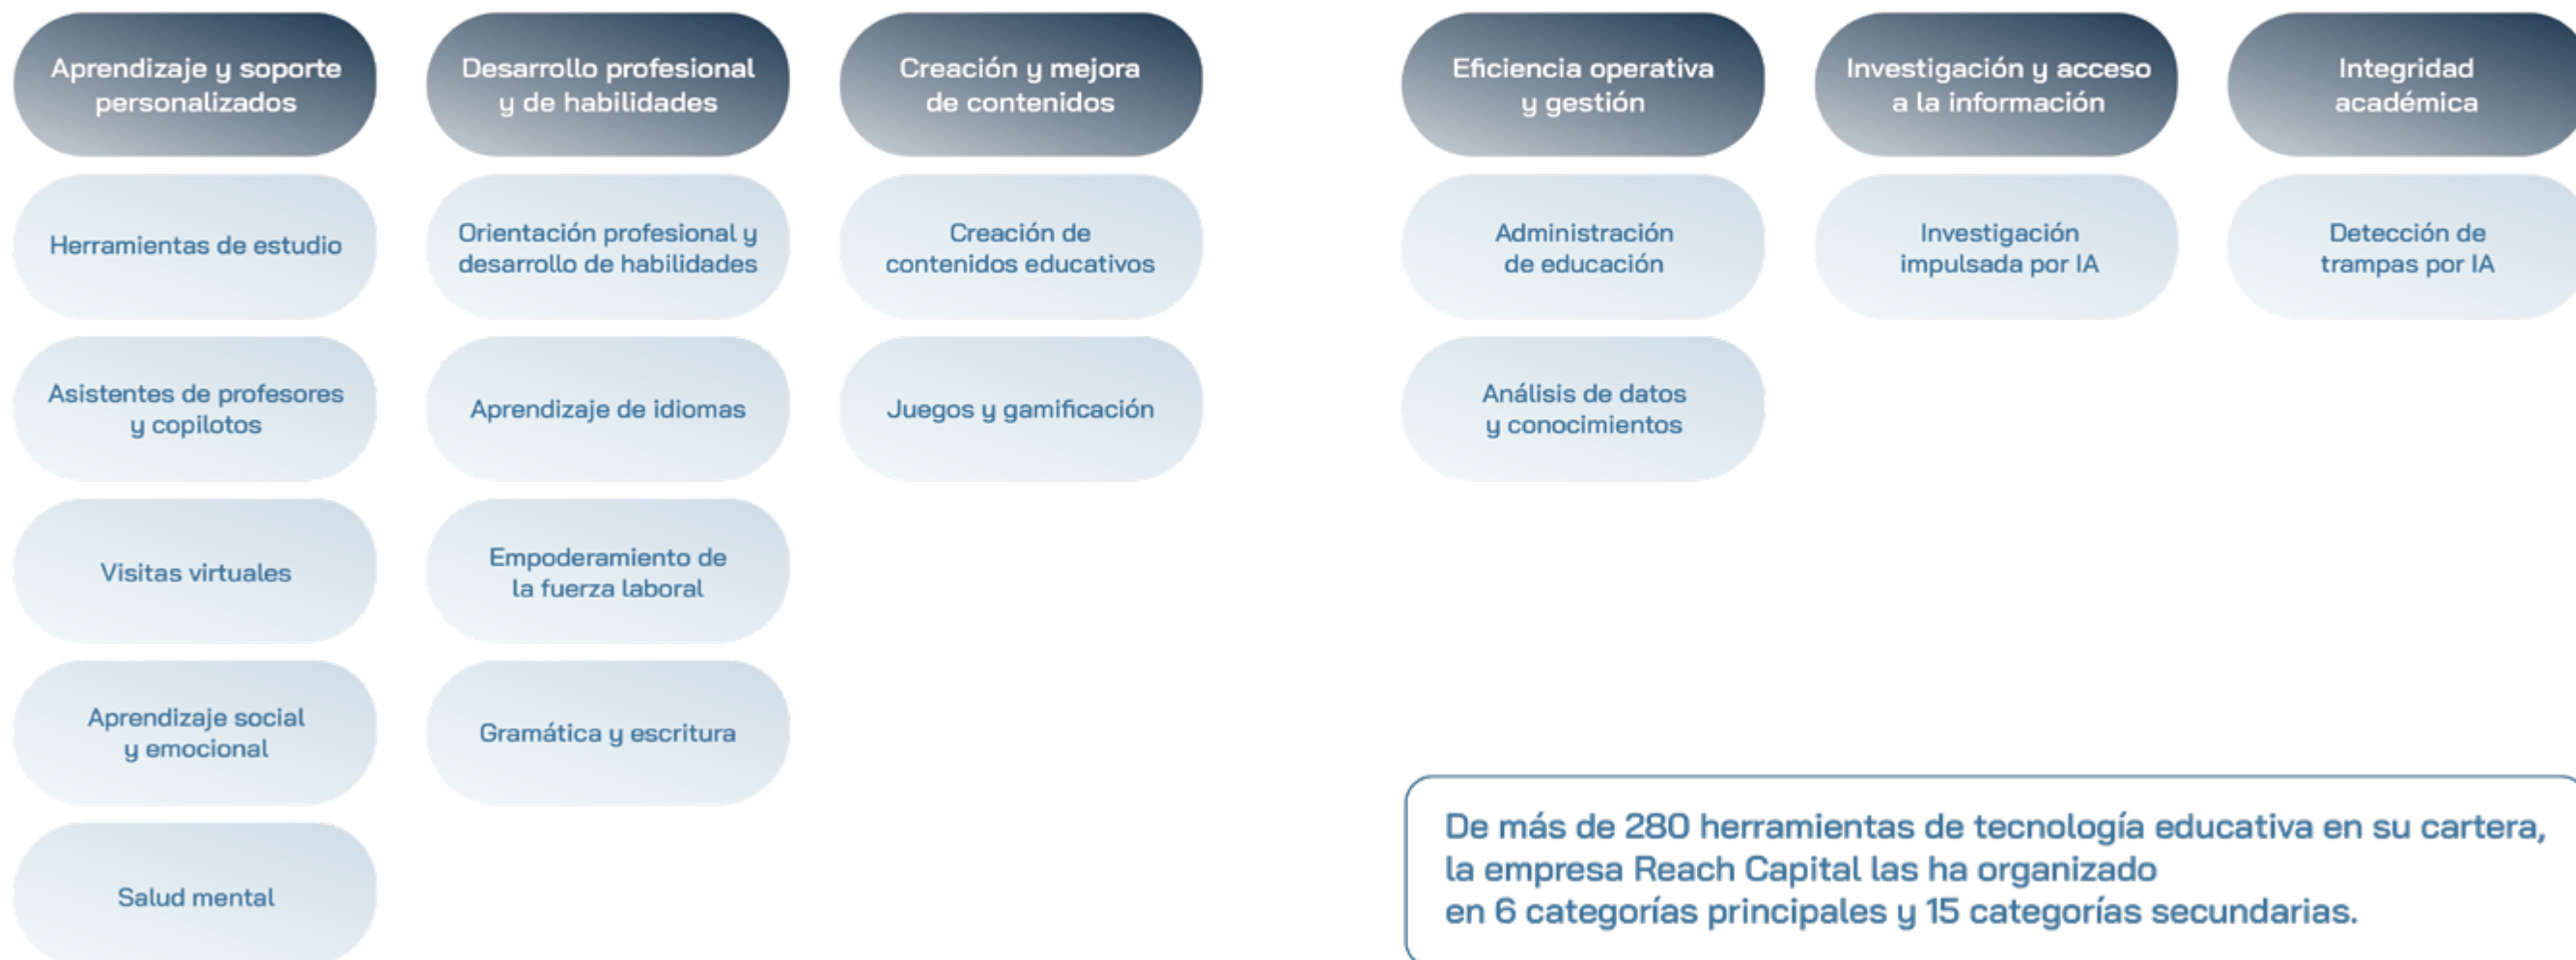 Aprendizaje y soporte
personalizados
Herramientas de estudio
Asistentes de profesores
y copilotos
Visitas virtuales
Aprendizaje social
y emocional
Salud mental
Desarrollo profesional
y de habilidades
Orientación profesional y
desarrollo de habilidades
Aprendizaje de idiomas
Empoderamiento de
la fuerza laboral
Gramática y escritura
Creación y mejora
de contenidos
Creación de
contenidos educativos
Juegos y gamificación
Eficiencia operativa
y gestión
Administración
de educación
Análisis de datos
y conocimientos
Investigación y acceso
a la información
Investigación
impulsada por IA
Integridad
académica
Detección de
trampas por IA
De más de 280 herramientas de tecnología educativa en su cartera,
la empresa Reach Capital las ha organizado
en 6 categorías principales y 15 categorías secundarias.